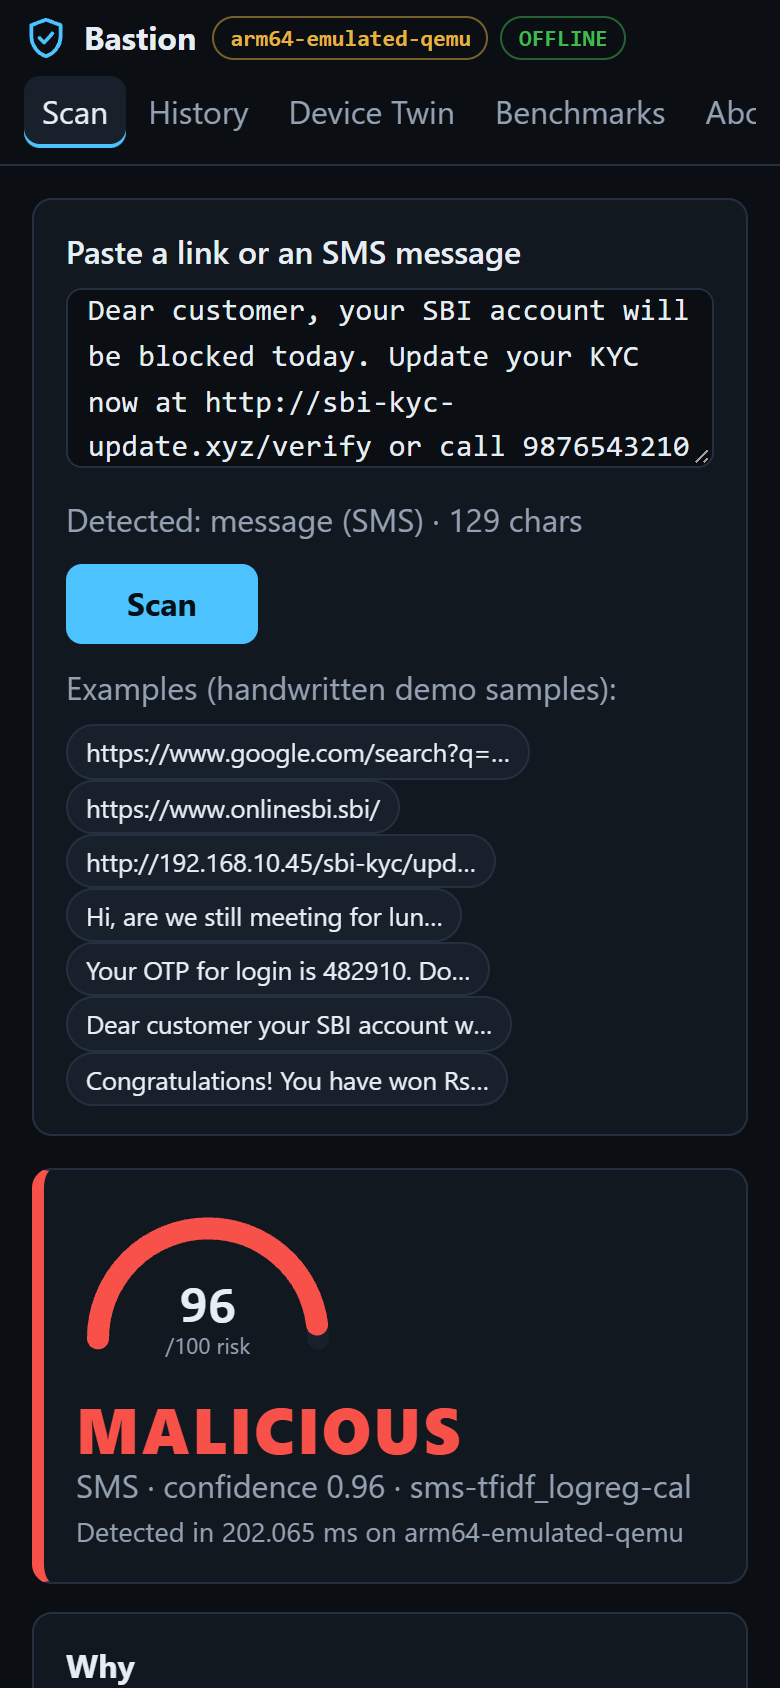 Bastion arm64-emulated-qemu OFFLINE
Scan History Device Twin Benchmarks
Paste a link or an SMS message
Dear customer, your SBI account will
be blocked today. Update your KYC
now at http://sbi-kyc-
update.xyz/verify or call 9876543210
Detected: message (SMS) · 129 chars
Scan
Examples (handwritten demo samples):
https://www.google.com/search?q=...
https://www.onlinesbi.sbi/
http://192.168.10.45/sbi-kyc/upd...
Hi, are we still meeting for lun...
Your OTP for login is 482910. Do...
Dear customer your SBI account w...
Congratulations! You have won Rs...
96
/100 risk
MALICIOUS
SMS · confidence 0.96 · sms-tfidf_logreg-cal
Detected in 202.065 ms on arm64-emulated-qemu
Why